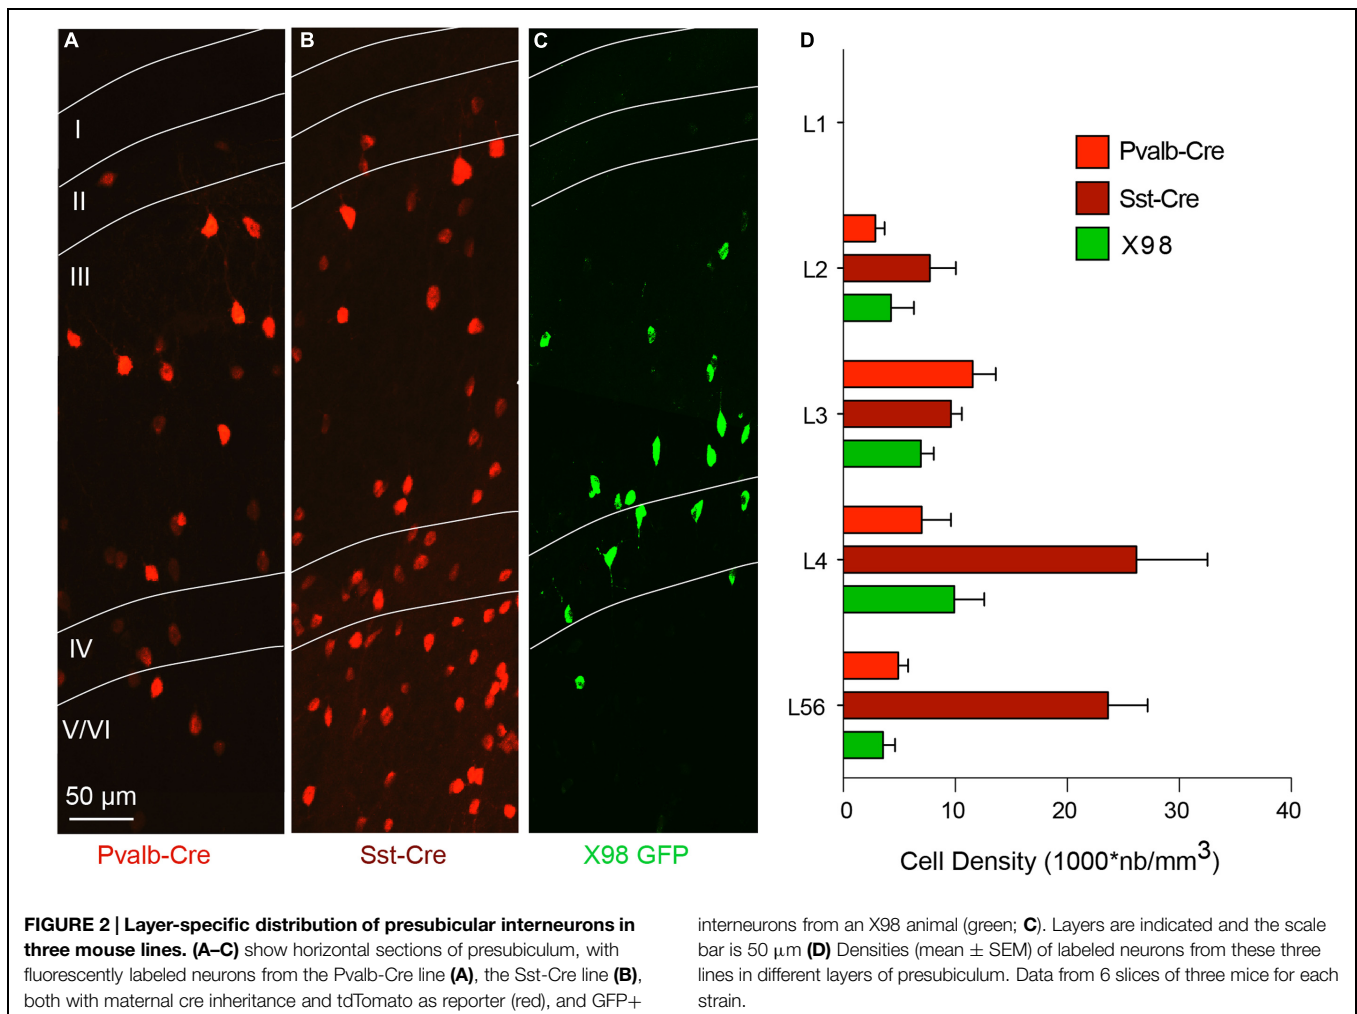 A
B
C
D
I
II
III
IV
V/VI
50 μm
Pvalb-Cre
Sst-Cre
X98 GFP
L1
L2
L3
L4
L56
Pvalb-Cre
Sst-Cre
X98
0 10 20 30 40
Cell Density (1000*nb/mm³)
FIGURE 2 | Layer-specific distribution of presubicular interneurons in
three mouse lines. (A–C) show horizontal sections of presubiculum, with
fluorescently labeled neurons from the Pvalb-Cre line (A), the Sst-Cre line (B),
both with maternal cre inheritance and tdTomato as reporter (red), and GFP+
interneurons from an X98 animal (green; C). Layers are indicated and the scale
bar is 50 μm (D) Densities (mean ± SEM) of labeled neurons from these three
lines in different layers of presubiculum. Data from 6 slices of three mice for each
strain.